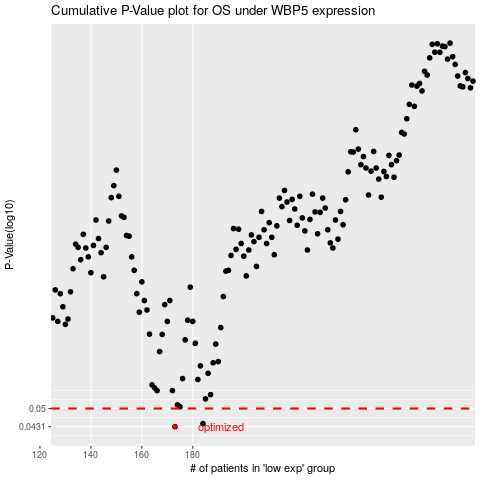 Cumulative P-Value plot for OS under WBP5 expression
P-Value(log10)
0.05
0.0431
optimized
120 140 160 180
# of patients in 'low exp' group